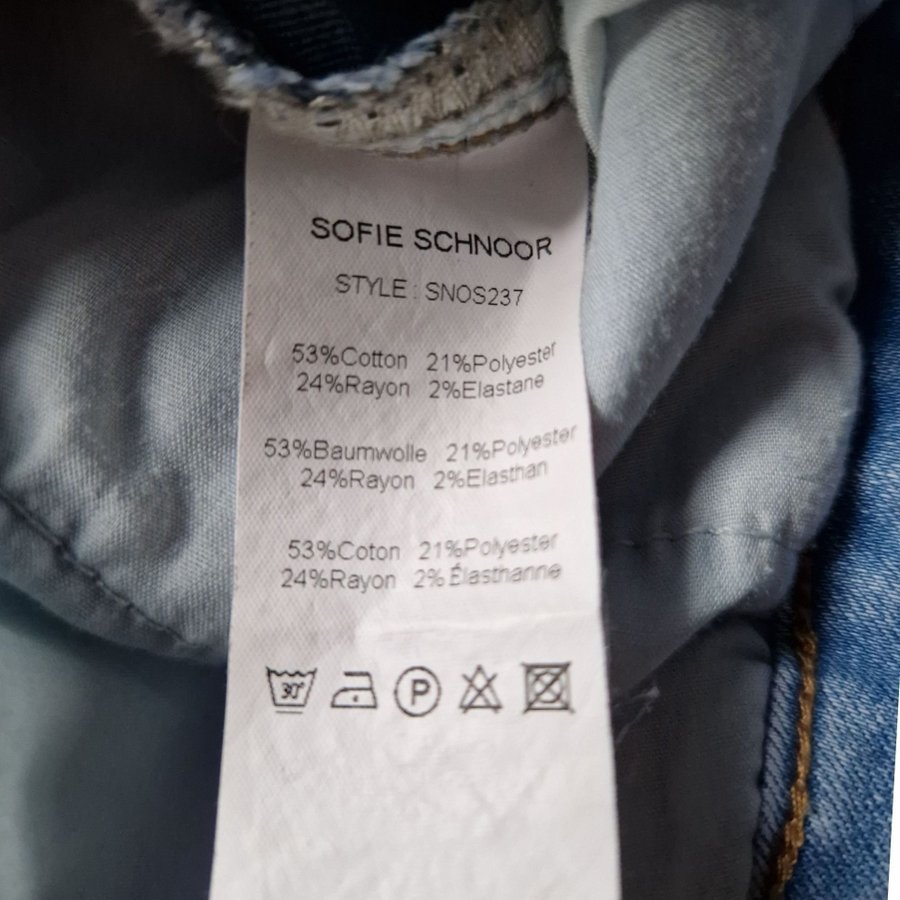 SOFIE SCHNOOR
STYLE : SNOS237
53%Cotton 21%Polyester
24%Rayon 2%Elastane
53%Baumwolle 21%Polyester
24%Rayon 2%Elasthan
53%Coton 21%Polyester
24%Rayon 2% Élasthanne
30° P